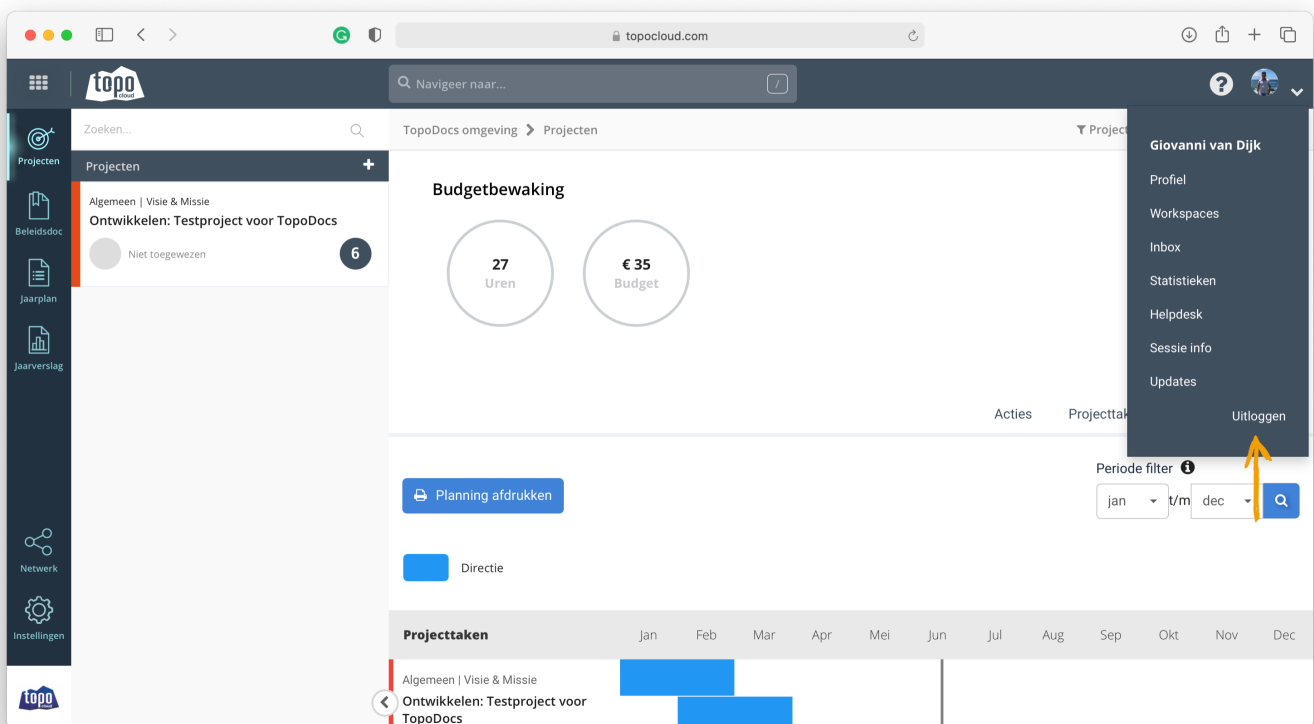 topocloud.com
topo
cloud
Navigeer naar...
/
?
Projecten
Beleidsdoc
Jaarplan
Jaarverslag
Netwerk
Instellingen
topo
cloud
Zoeken...
Projecten +
Algemeen | Visie & Missie
Ontwikkelen: Testproject voor TopoDocs
Niet toegewezen
6
TopoDocs omgeving Projecten
Project
Budgetbewaking
27
Uren
€ 35
Budget
Giovanni van Dijk
Profiel
Workspaces
Inbox
Statistieken
Helpdesk
Sessie info
Updates
Uitloggen
Acties Projecttak
Periode filter
jan t/m dec
Planning afdrukken
Directie
Projecttaken Jan Feb Mar Apr Mei Jun Jul Aug Sep Okt Nov Dec
Algemeen | Visie & Missie
Ontwikkelen: Testproject voor
TopoDocs